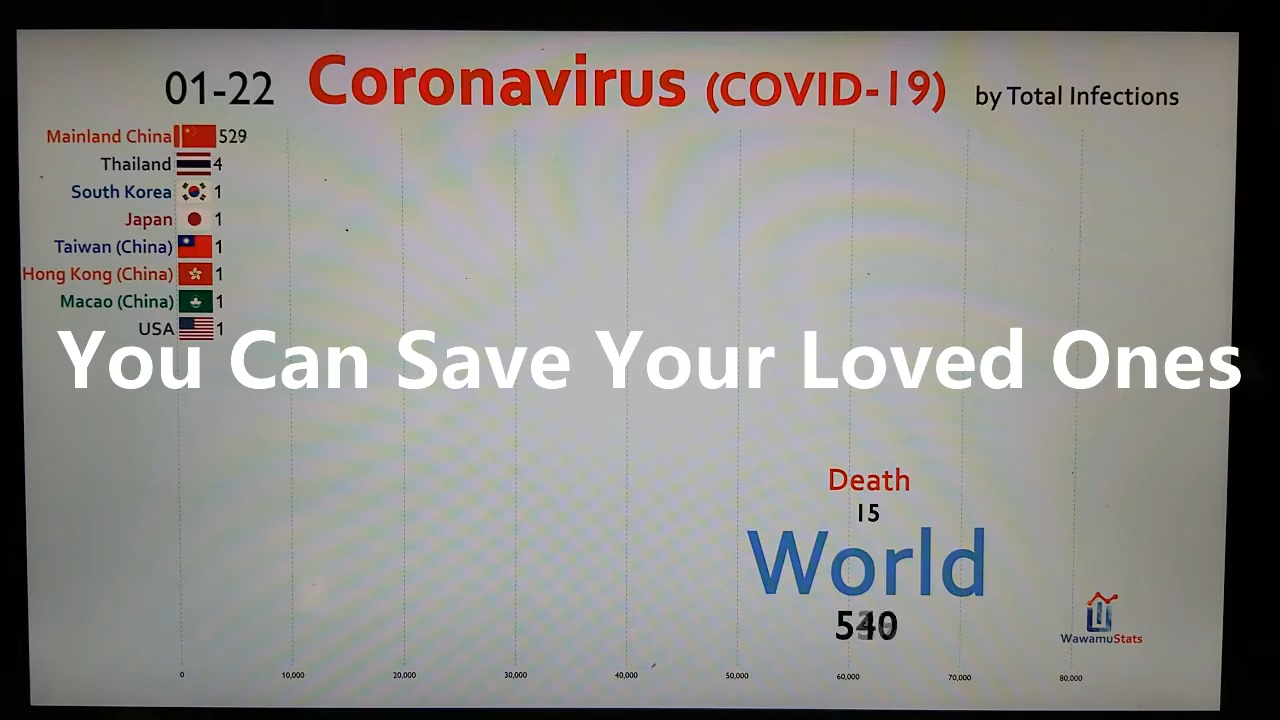 01-22 Coronavirus (COVID-19) by Total Infections
Mainland China 529
Thailand 4
South Korea 1
Japan 1
Taiwan (China) 1
Hong Kong (China) 1
Macao (China) 1
USA 1
You Can Save Your Loved Ones
Death
15
World
540
WawamuStats
0 10,000 20,000 30,000 40,000 50,000 60,000 70,000 80,000